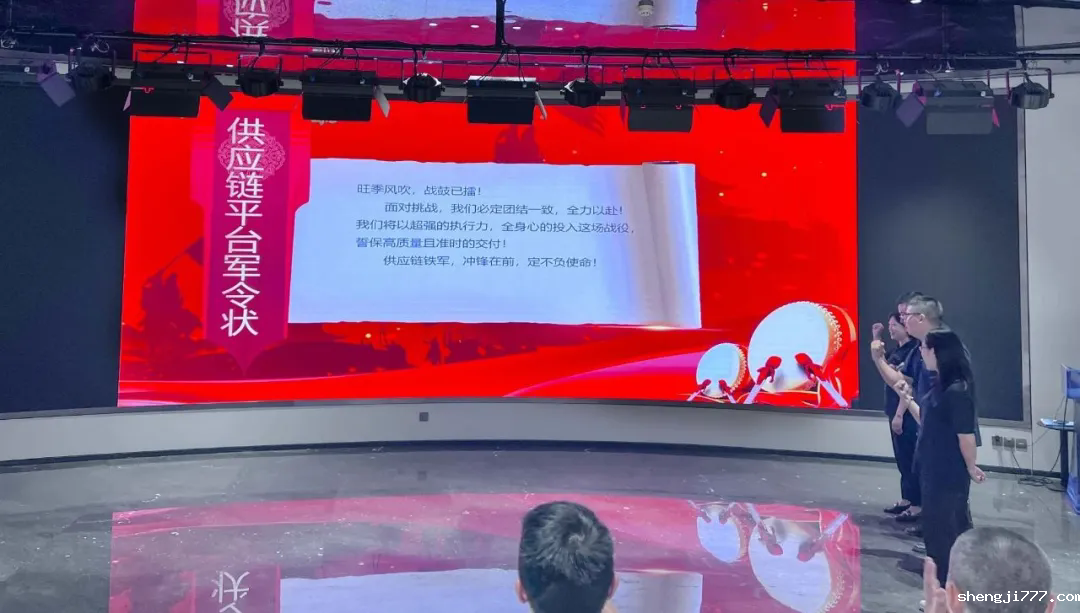 供应链平台军令状
旺季风吹，战鼓已擂！
面对挑战，我们必定团结一致，全力以赴！
我们将以超强的执行力，全身心的投入这场战役，
誓保高质量且准时的交付！
供应链铁军，冲锋在前，定不负使命！
shengji777.com